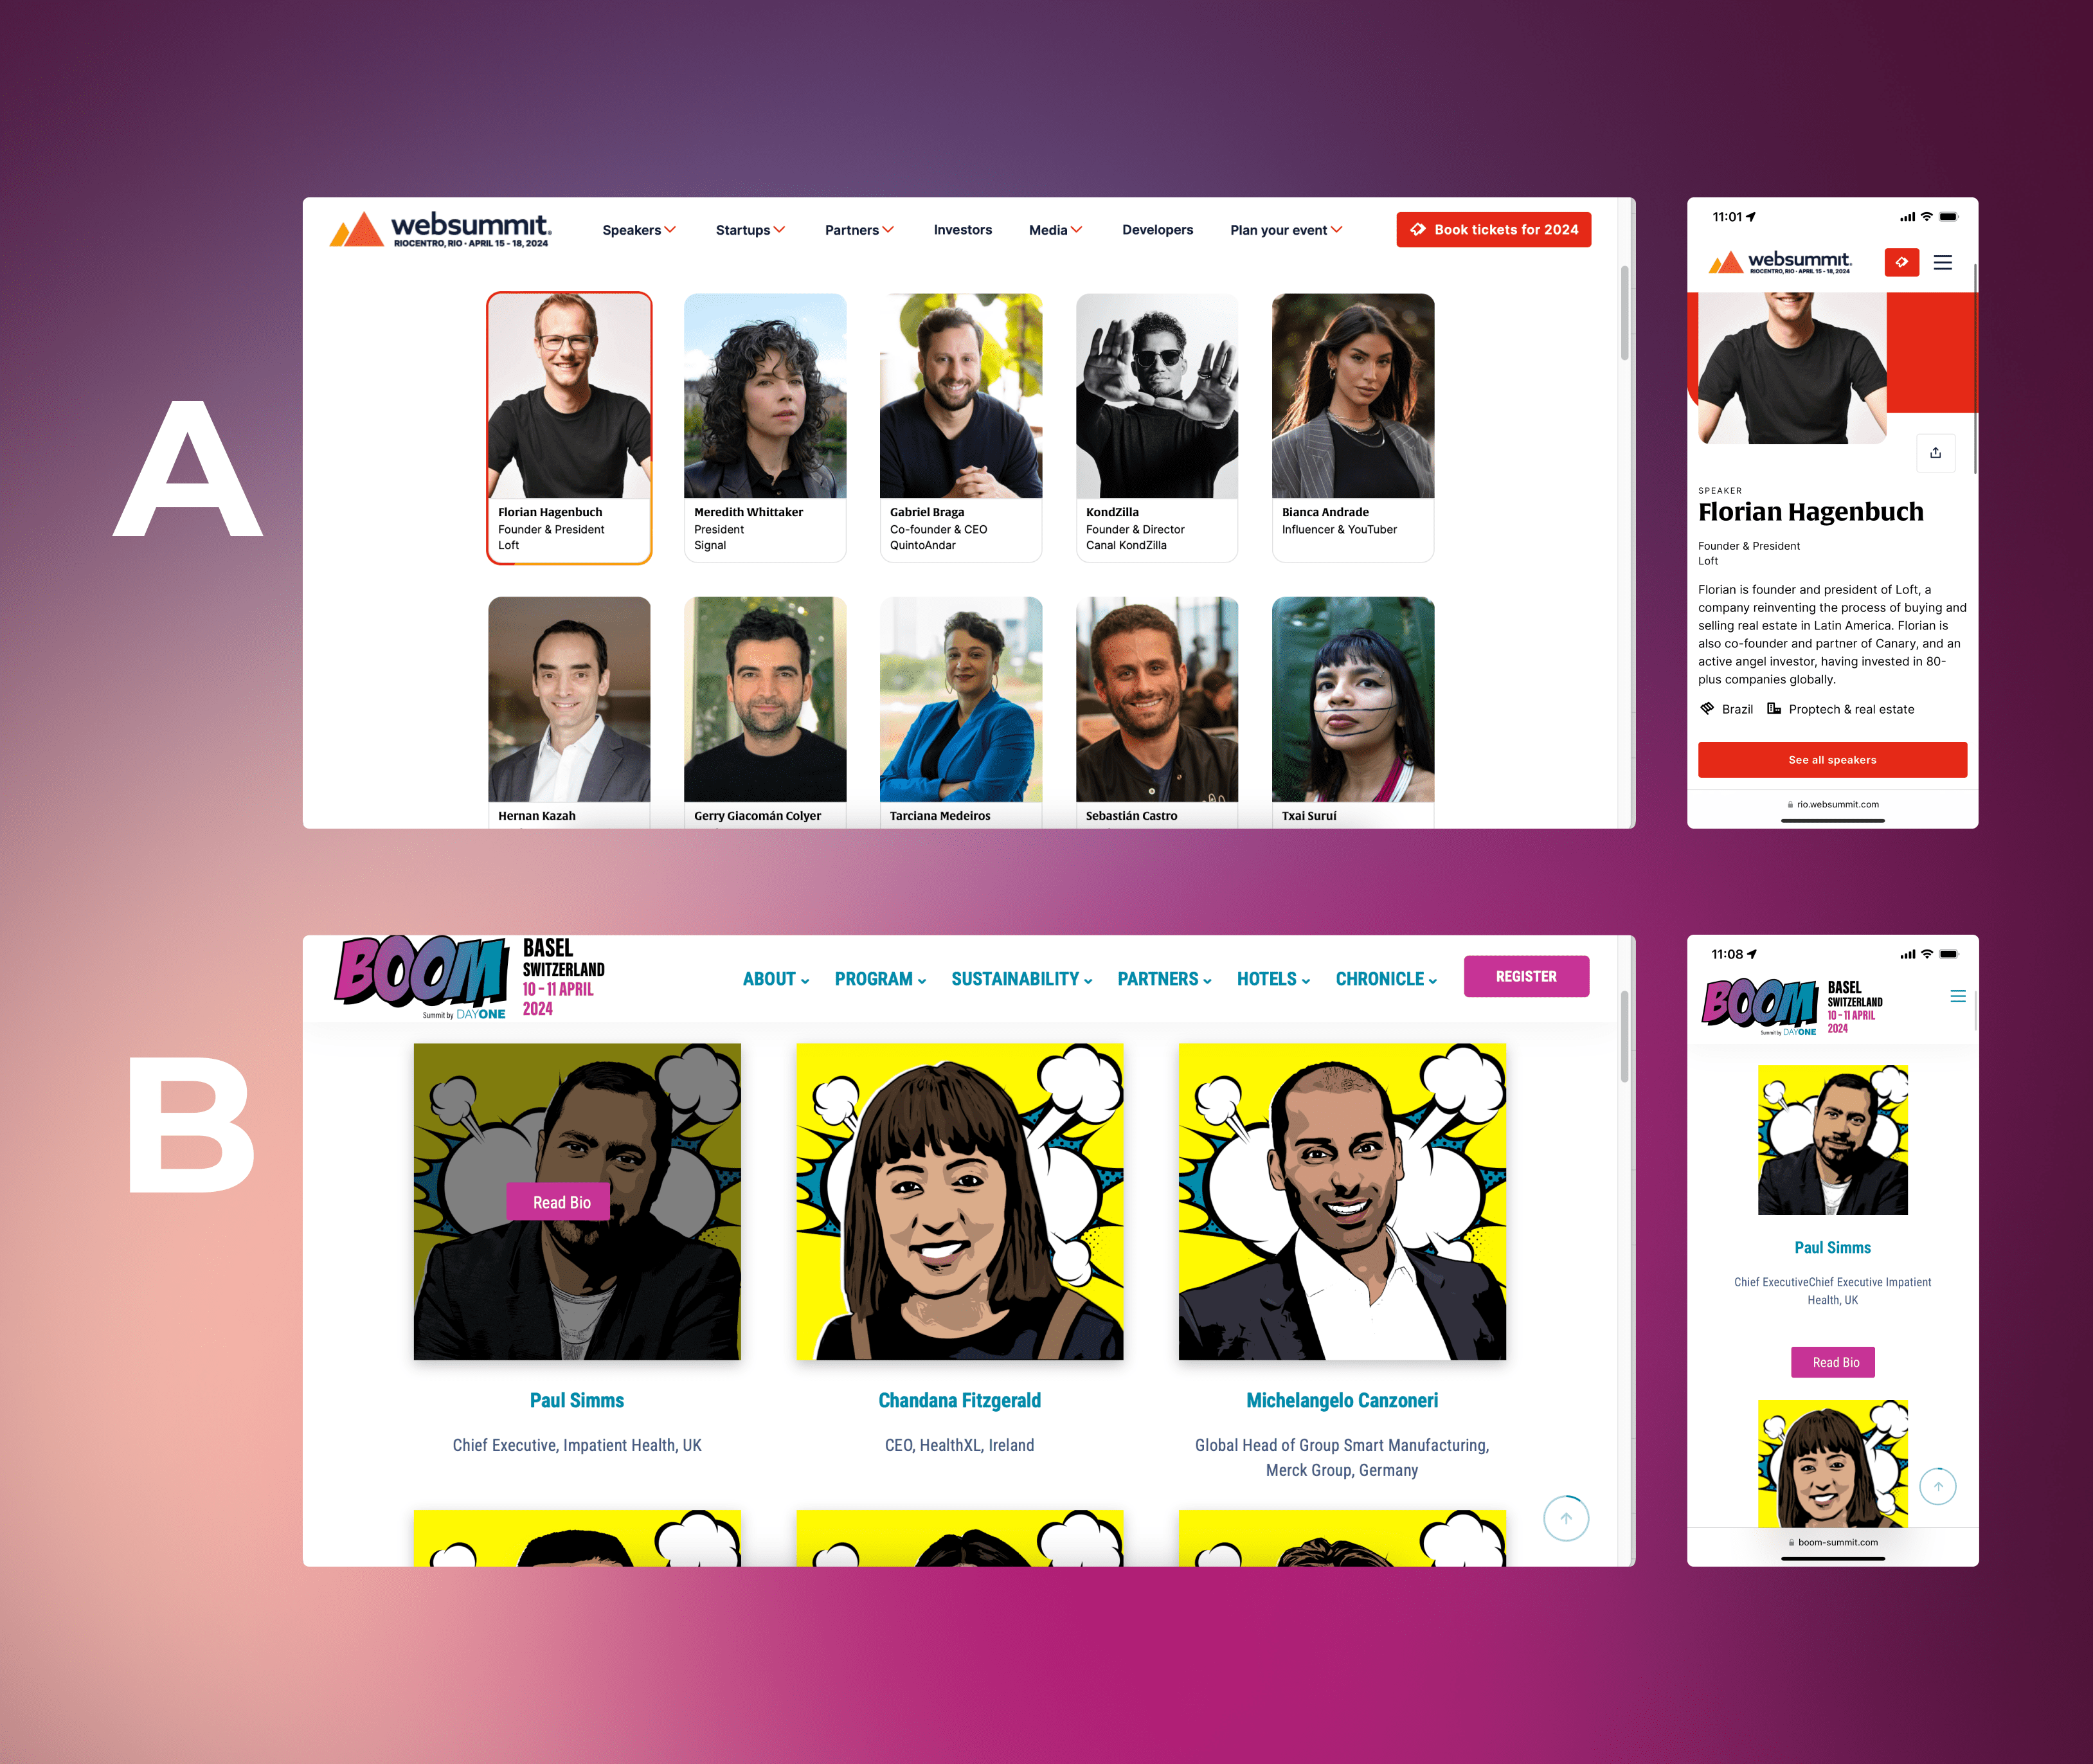 A
websummit.
RIOCENTRO, RIO • APRIL 15 - 18, 2024
Speakers
Startups
Partners
Investors
Media
Developers
Plan your event
Book tickets for 2024
Florian Hagenbuch
Founder & President
Loft
Meredith Whittaker
President
Signal
Gabriel Braga
Co-founder & CEO
QuintoAndar
KondZilla
Founder & Director
Canal KondZilla
Bianca Andrade
Influencer & YouTuber
Hernan Kazah
Gerry Giacomán Colyer
Tarciana Medeiros
Sebastián Castro
Txai Suruí
11:01
websummit.
RIOCENTRO, RIO • APRIL 15 - 18, 2024
SPEAKER
Florian Hagenbuch
Founder & President
Loft
Florian is founder and president of Loft, a
company reinventing the process of buying and
selling real estate in Latin America. Florian is
also co-founder and partner of Canary, and an
active angel investor, having invested in 80-
plus companies globally.
Brazil
Proptech & real estate
See all speakers
rio.websummit.com
B
BOOM
Summit by DAYONE
BASEL
SWITZERLAND
10 – 11 APRIL
2024
ABOUT
PROGRAM
SUSTAINABILITY
PARTNERS
HOTELS
CHRONICLE
REGISTER
Read Bio
Paul Simms
Chief Executive, Impatient Health, UK
Chandana Fitzgerald
CEO, HealthXL, Ireland
Michelangelo Canzoneri
Global Head of Group Smart Manufacturing,
Merck Group, Germany
11:08
BOOM
Summit by DAYONE
BASEL
SWITZERLAND
10 – 11 APRIL
2024
Paul Simms
Chief ExecutiveChief Executive Impatient
Health, UK
Read Bio
boom-summit.com